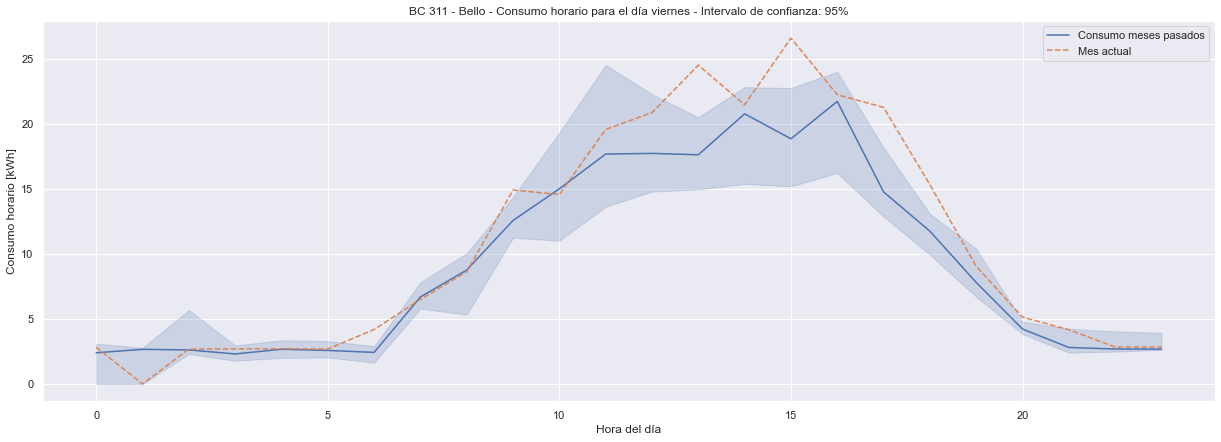 BC 311 - Bello - Consumo horario para el día viernes - Intervalo de confianza: 95%
Consumo meses pasados
Mes actual
Consumo horario [kWh]
25
20
15
10
5
0
0
5
10
15
20
Hora del día